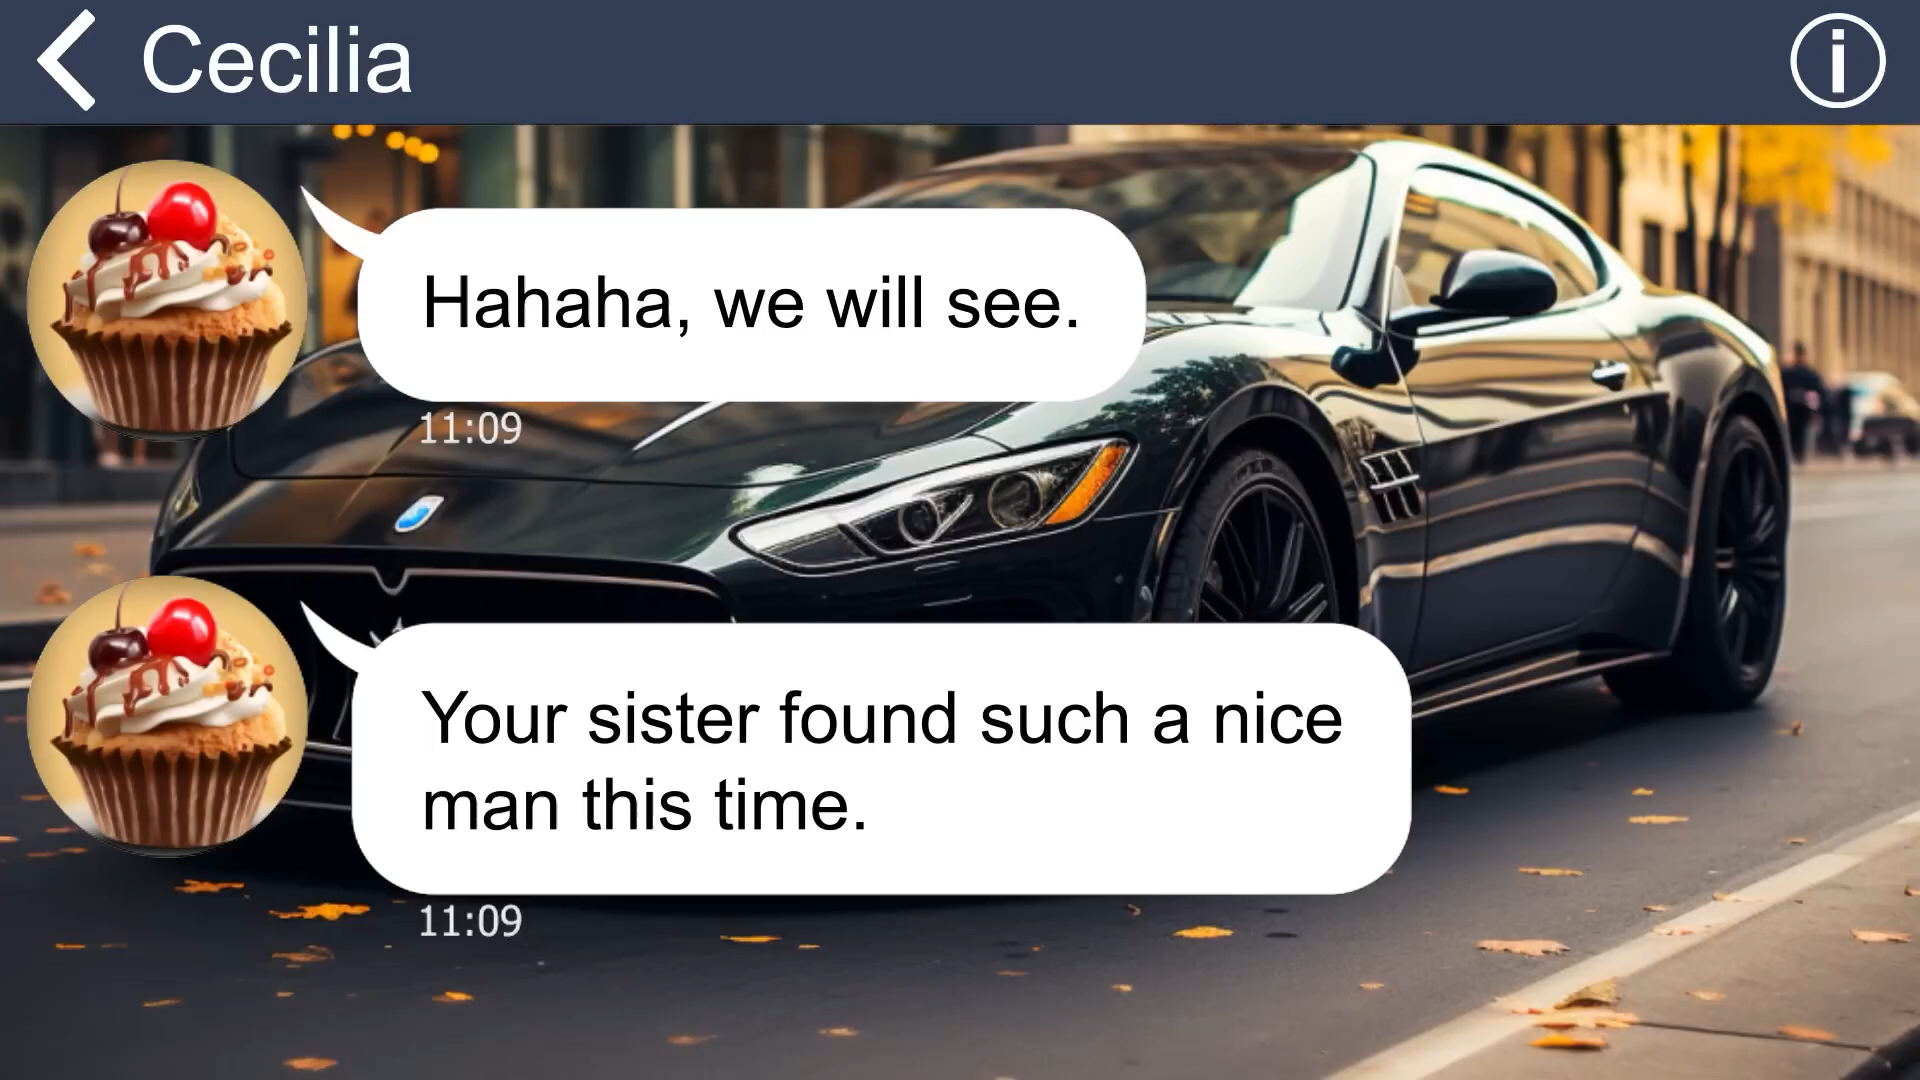 Cecilia
Hahaha, we will see.
11:09
Your sister found such a nice
man this time.
11:09